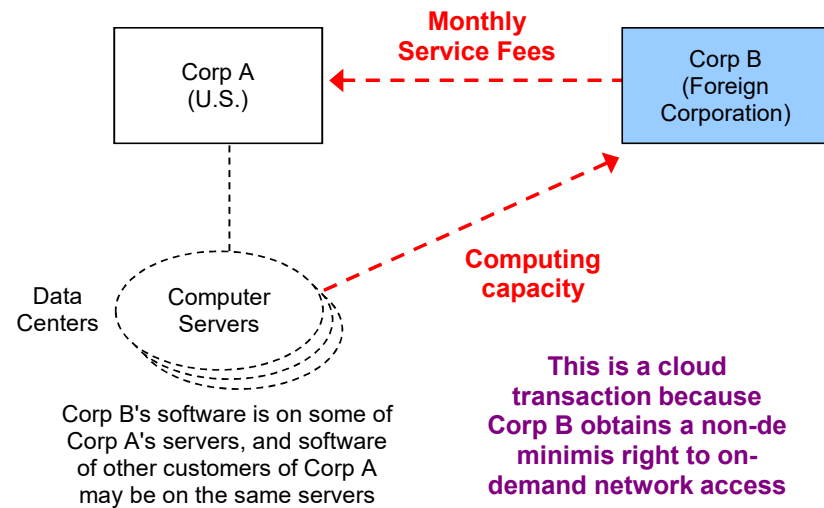 Monthly
Service Fees
Corp A
(U.S.)
Corp B
(Foreign
Corporation)
Computing
capacity
Data
Centers
Computer
Servers
Corp B's software is on some of
Corp A's servers, and software
of other customers of Corp A
may be on the same servers
This is a cloud
transaction because
Corp B obtains a non-de
minimis right to on-
demand network access